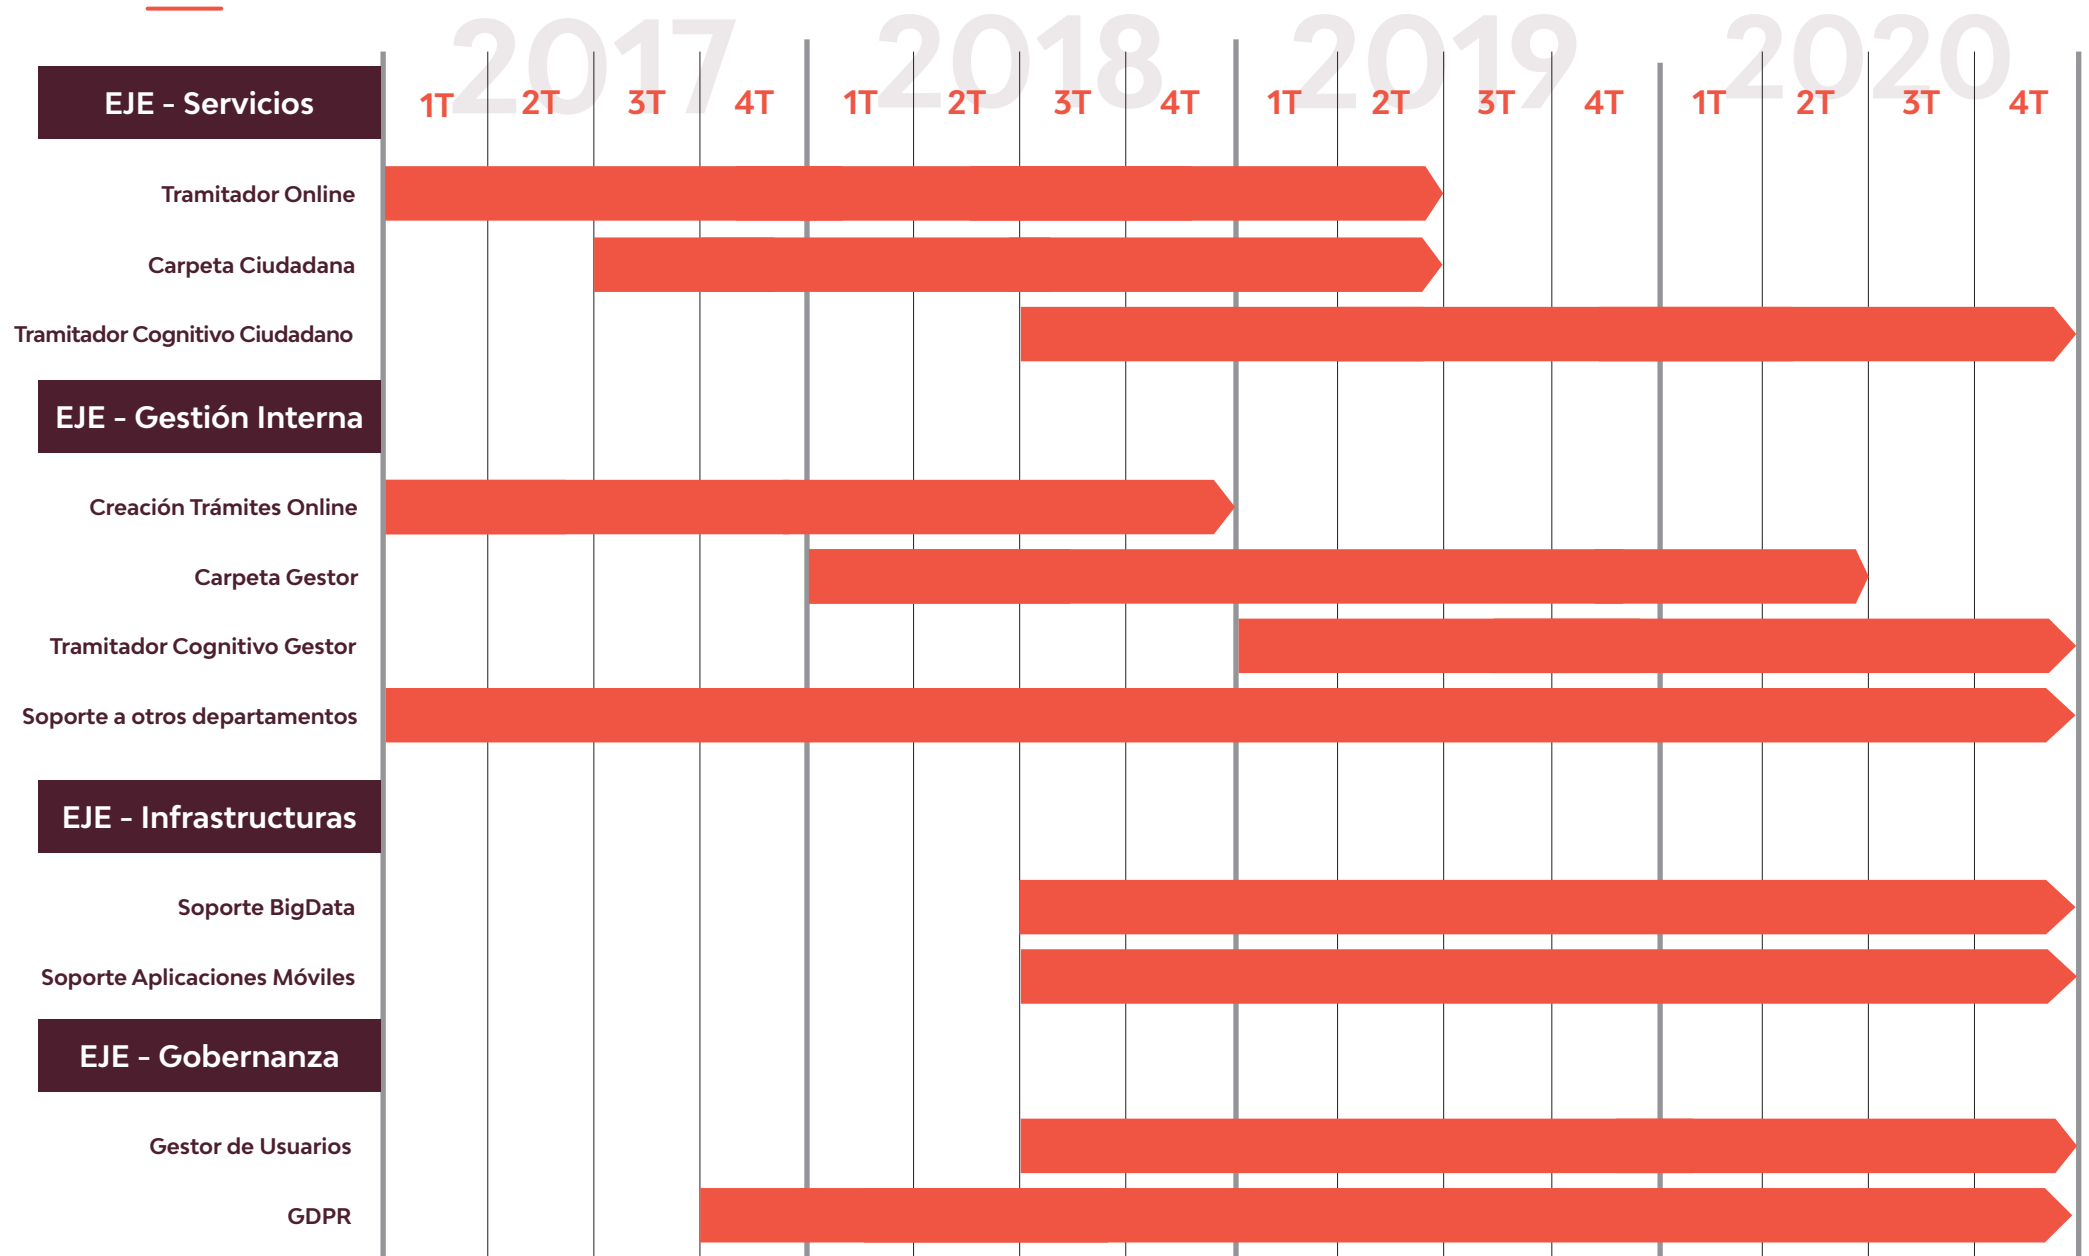 2017 2018 2019 2020
EJE - Servicios 1T 2T 3T 4T 1T 2T 3T 4T 1T 2T 3T 4T 1T 2T 3T 4T
Tramitador Online
Carpeta Ciudadana
Tramitador Cognitivo Ciudadano
EJE - Gestión Interna
Creación Trámites Online
Carpeta Gestor
Tramitador Cognitivo Gestor
Soporte a otros departamentos
EJE - Infrastructuras
Soporte BigData
Soporte Aplicaciones Móviles
EJE - Gobernanza
Gestor de Usuarios
GDPR